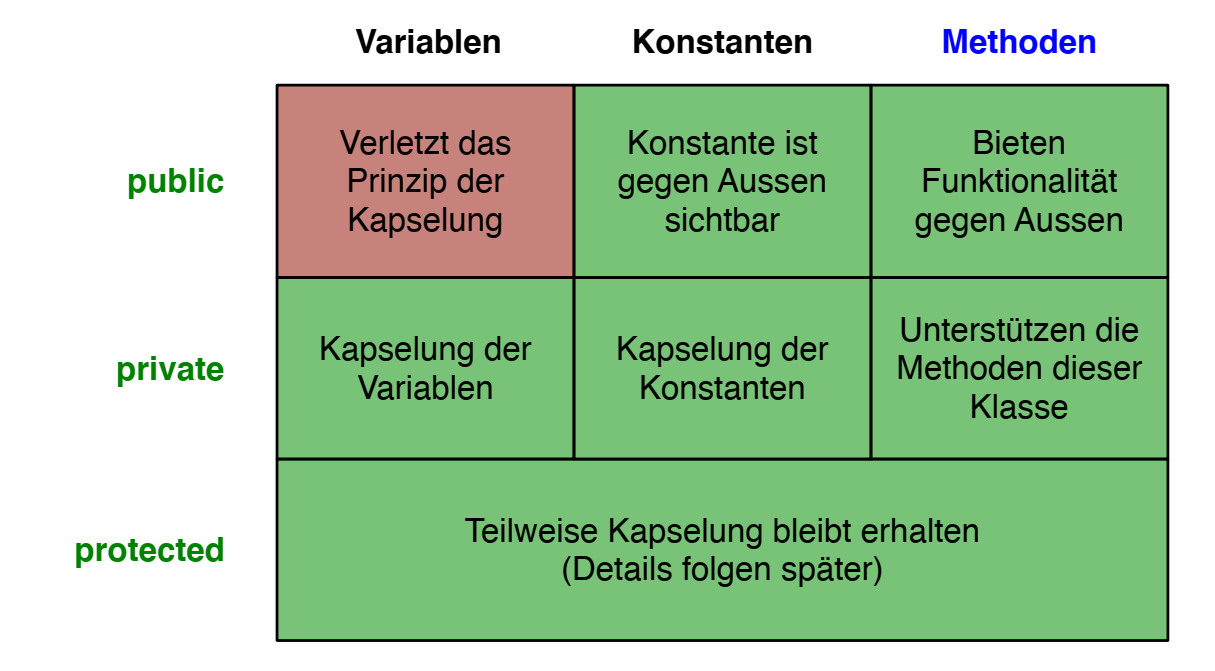 Variablen Konstanten Methoden
public
Verletzt das
Prinzip der
Kapselung
Konstante ist
gegen Aussen
sichtbar
Bieten
Funktionalität
gegen Aussen
private
Kapselung der
Variablen
Kapselung der
Konstanten
Unterstützen die
Methoden dieser
Klasse
protected
Teilweise Kapselung bleibt erhalten
(Details folgen später)